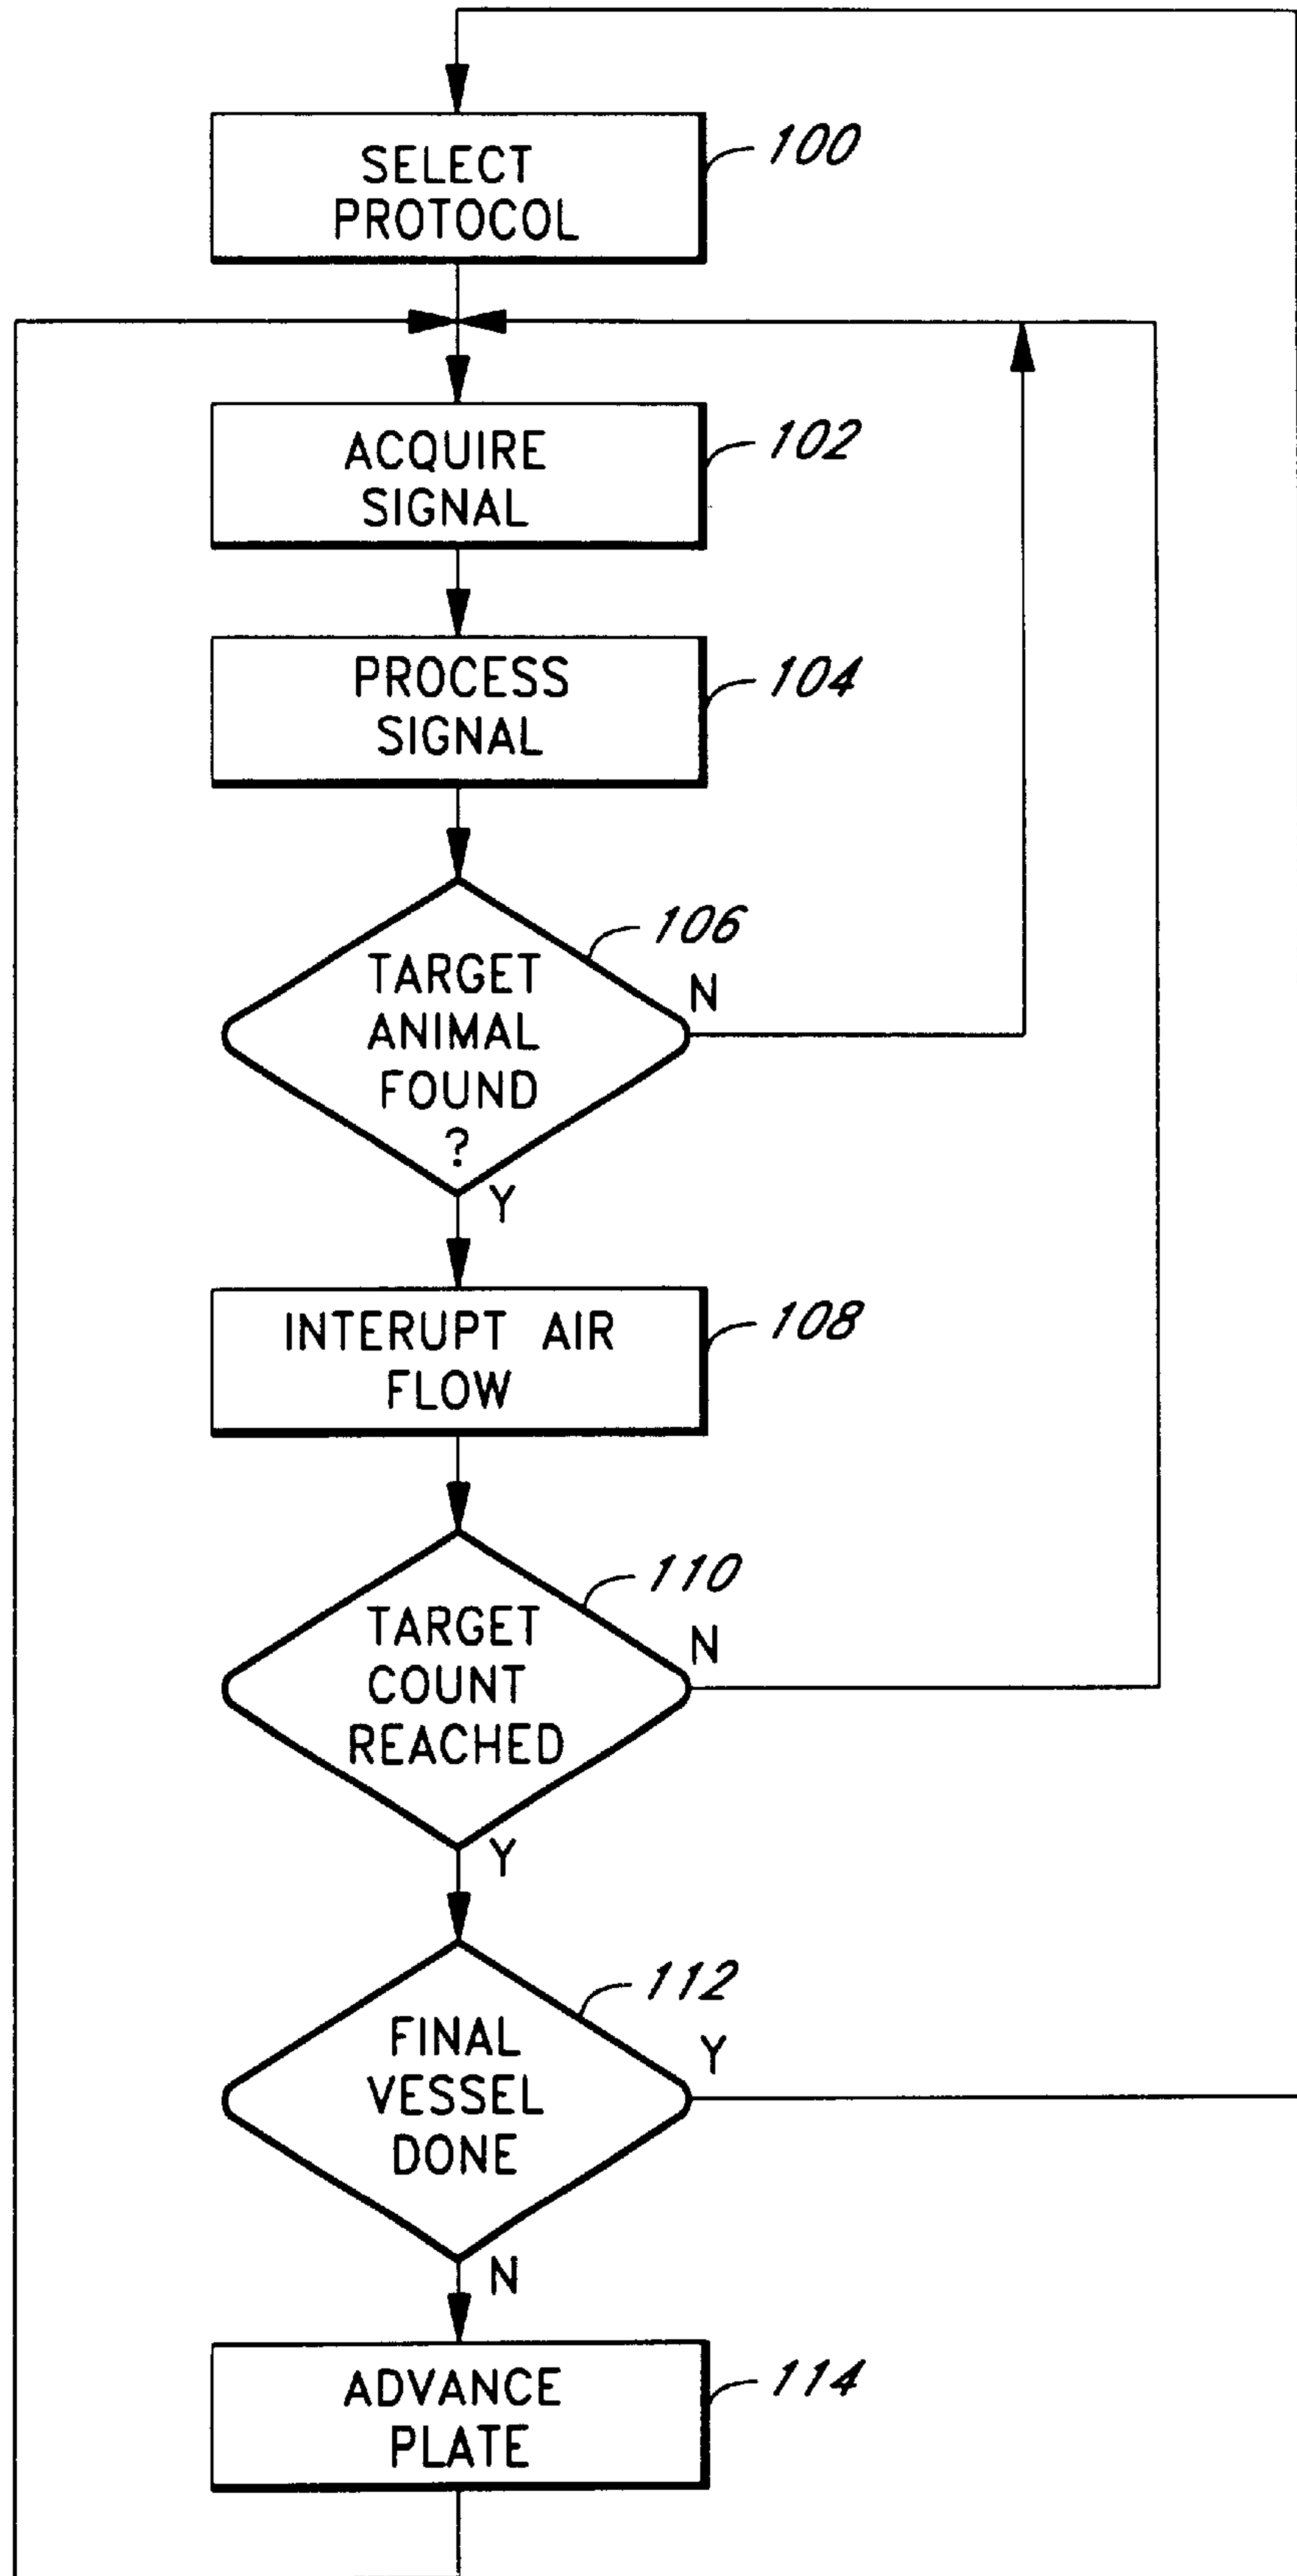 SELECT
PROTOCOL
100
ACQUIRE
SIGNAL
102
PROCESS
SIGNAL
104
106
TARGET
ANIMAL
FOUND
?
N
Y
INTERUPT AIR
FLOW
108
110
TARGET
COUNT
REACHED
N
Y
112
FINAL
VESSEL
DONE
Y
N
ADVANCE
PLATE
114